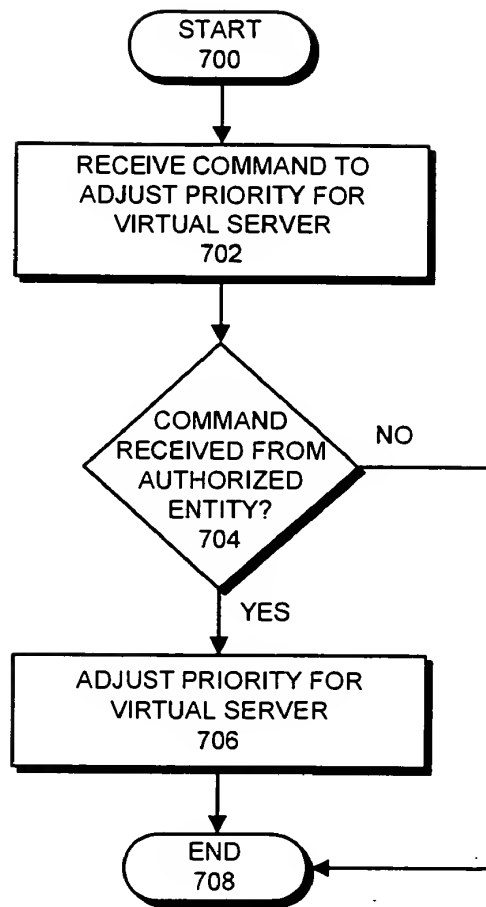 START
700
RECEIVE COMMAND TO
ADJUST PRIORITY FOR
VIRTUAL SERVER
702
COMMAND
RECEIVED FROM
AUTHORIZED
ENTITY?
704
NO
YES
ADJUST PRIORITY FOR
VIRTUAL SERVER
706
END
708